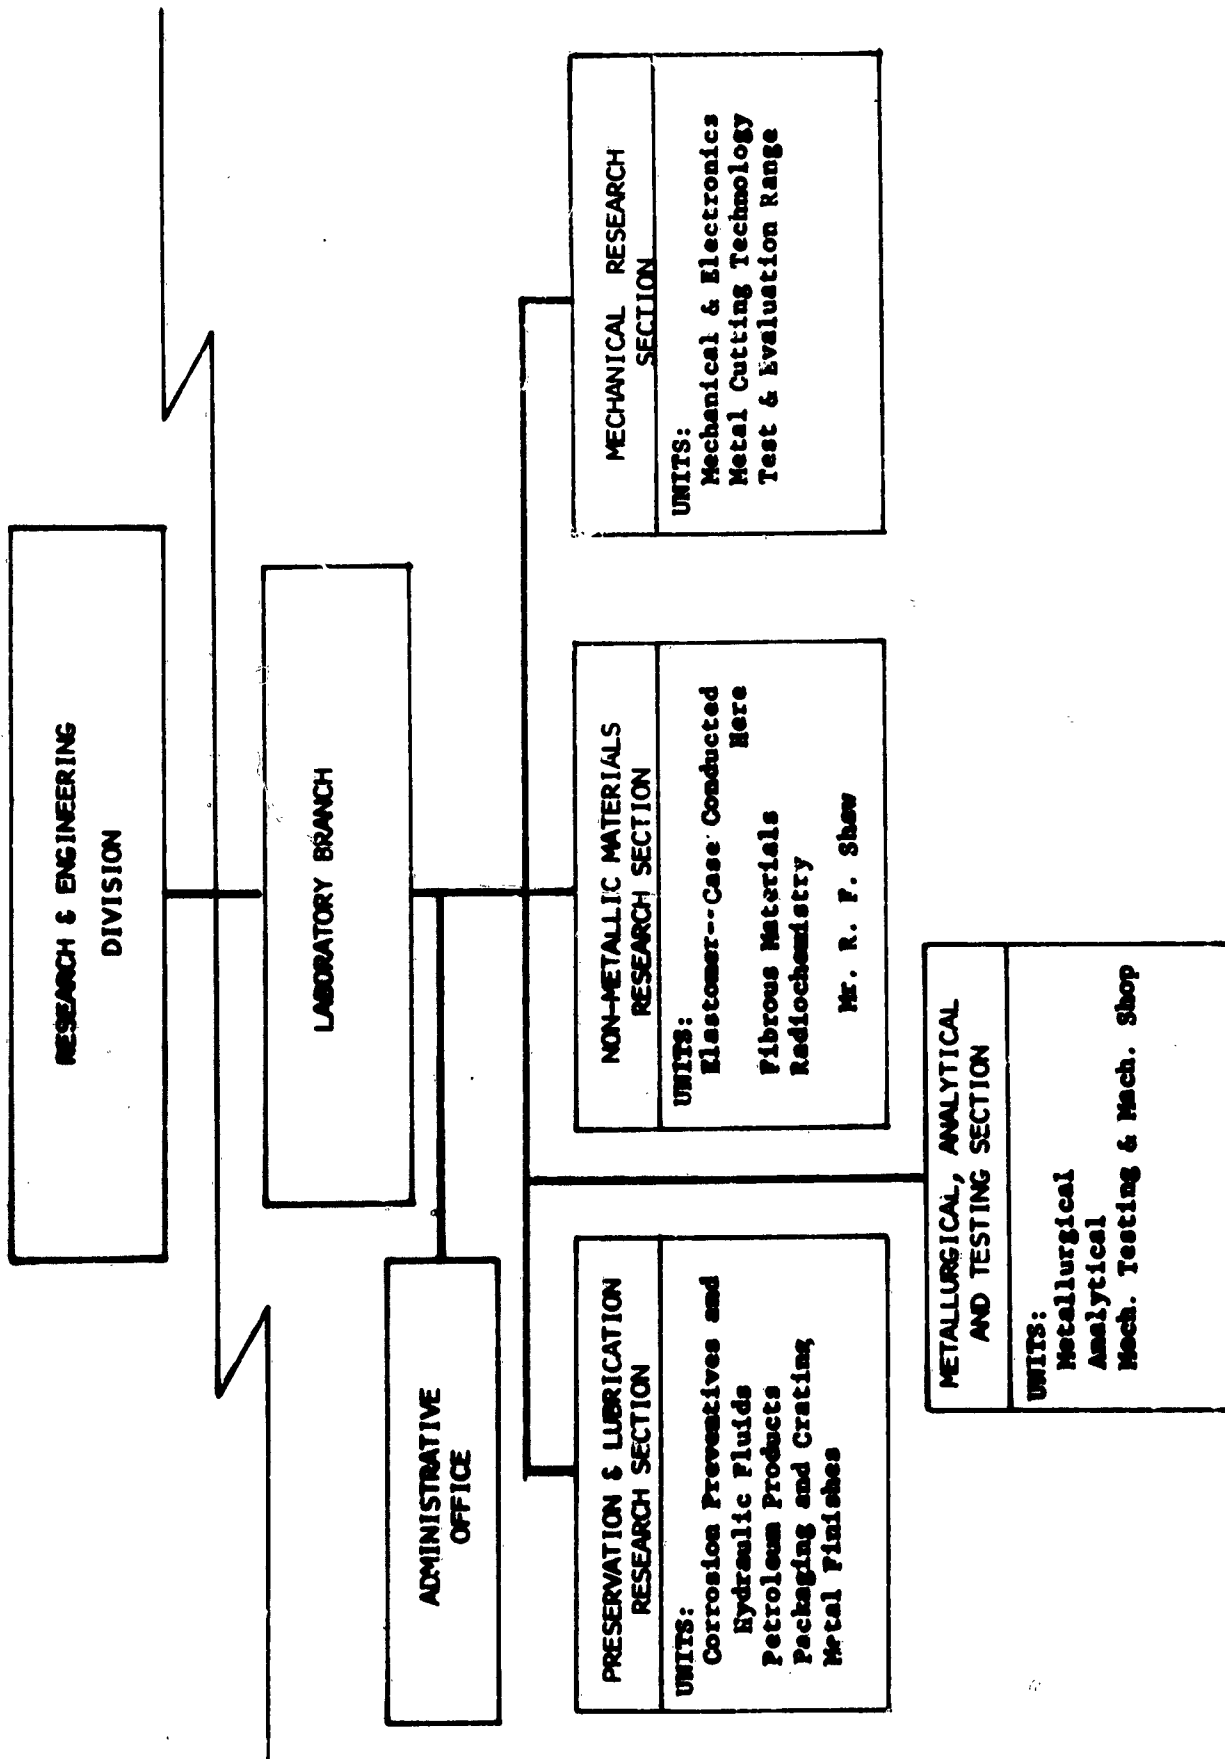 RESEARCH & ENGINEERING
DIVISION
LABORATORY BRANCH
ADMINISTRATIVE
OFFICE
PRESERVATION & LUBRICATION
RESEARCH SECTION
UNITS:
Corrosion Preventives and
Hydraulic Fluids
Petroleum Products
Packaging and Crating
Metal Finishes
NON-METALLIC MATERIALS
RESEARCH SECTION
UNITS:
Elastomer--Case Conducted
Here
Fibrous Materials
Radiochemistry
Mr. R. F. Shaw
MECHANICAL RESEARCH
SECTION
UNITS:
Mechanical & Electronics
Metal Cutting Technology
Test & Evaluation Range
METALLURGICAL, ANALYTICAL
AND TESTING SECTION
UNITS:
Metallurgical
Analytical
Mech. Testing & Mach. Shop